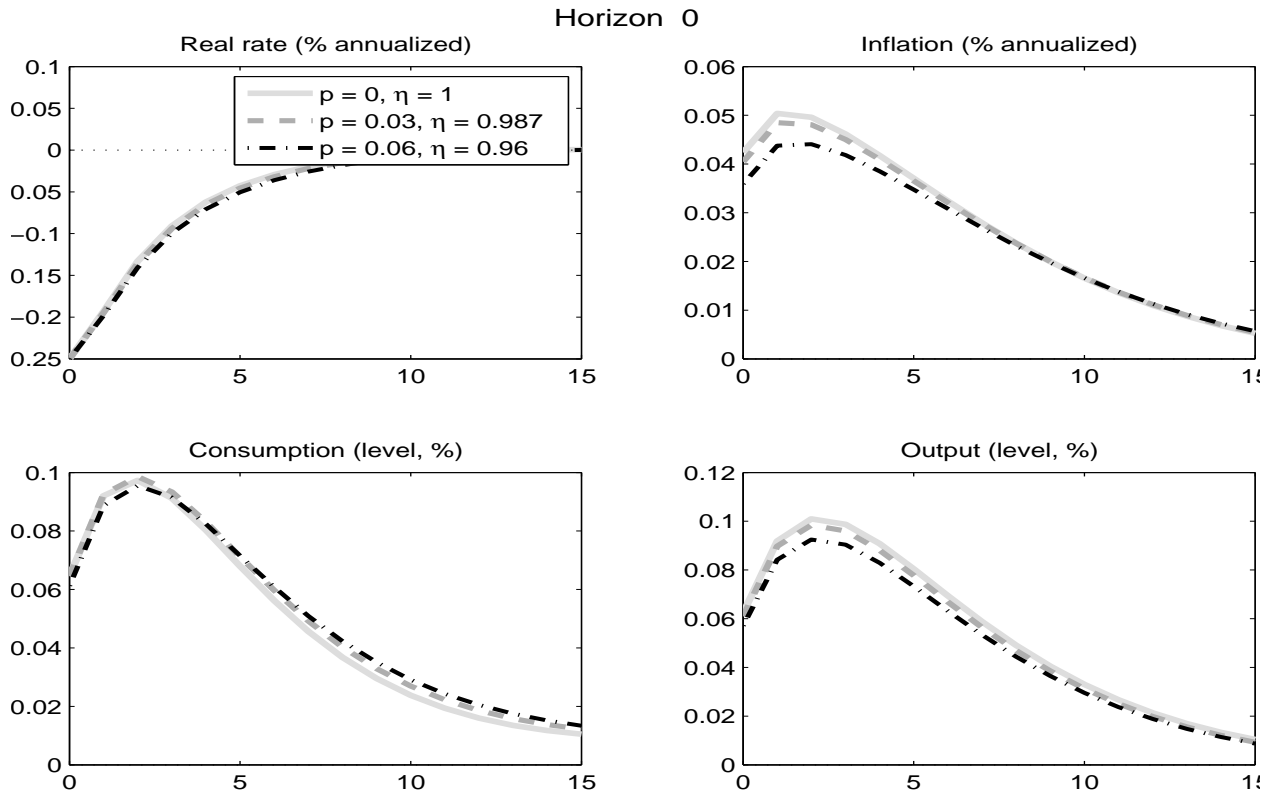 Horizon 0
Real rate (% annualized)
0.1
0.05
0
0.05
−0.1
0.15
−0.2
0.25
0 5 10 15
p = 0, η = 1
p = 0.03, η = 0.987
p = 0.06, η = 0.96
Inflation (% annualized)
0.06
0.05
0.04
0.03
0.02
0.01
0
0 5 10 15
Consumption (level, %)
0.1
0.08
0.06
0.04
0.02
0
0 5 10 15
Output (level, %)
0.12
0.1
0.08
0.06
0.04
0.02
0
0 5 10 15